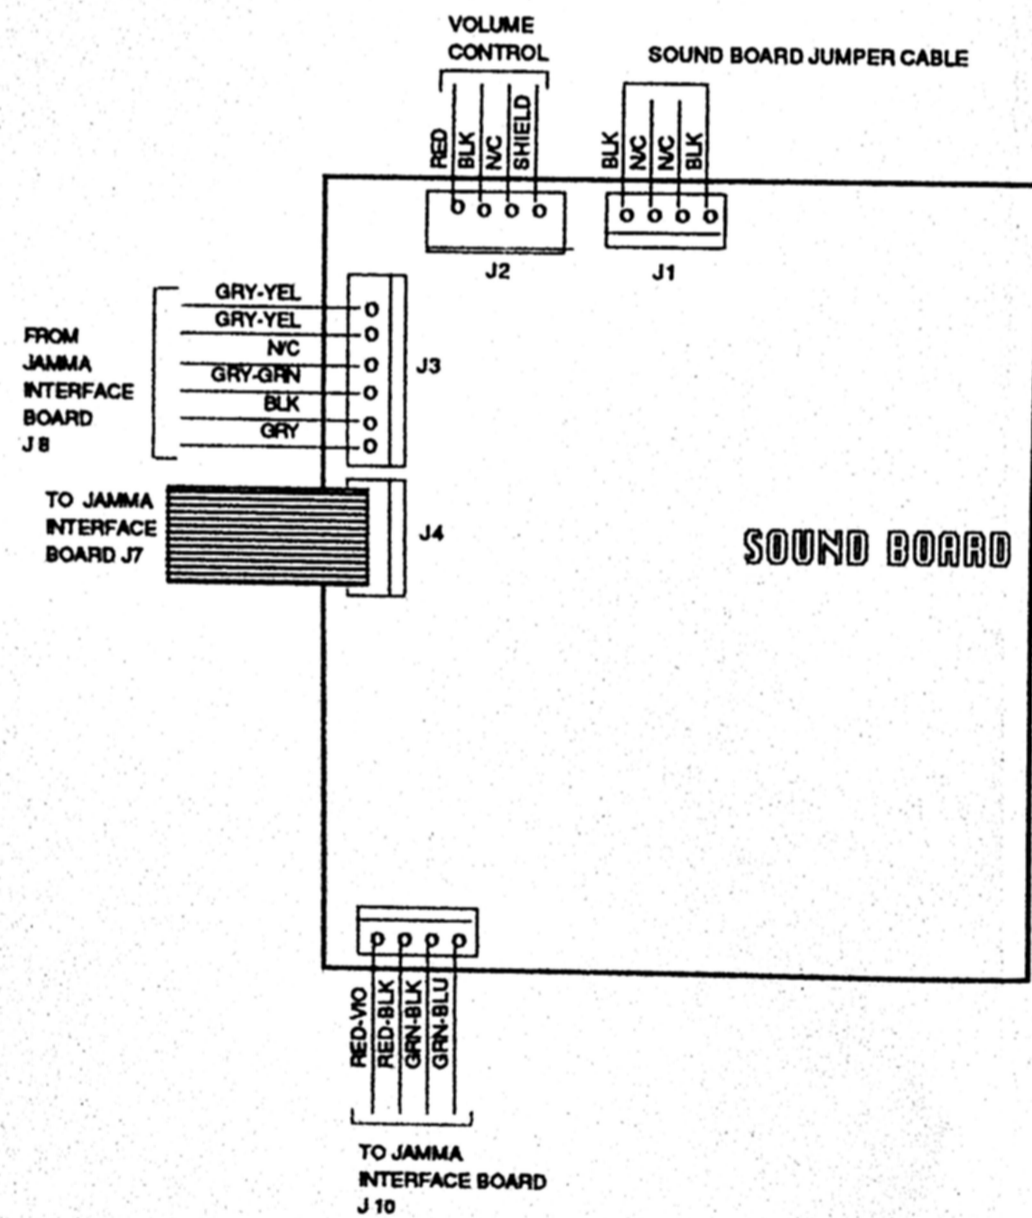 VOLUME
CONTROL
SOUND BOARD JUMPER CABLE
RED
BLK
N/C
SHIELD
BLK
N/C
N/C
BLK
J2
J1
GRY-YEL
GRY-YEL
N/C
GRY-GRN
BLK
GRY
FROM
JAMMA
INTERFACE
BOARD
J 8
J3
TO JAMMA
INTERFACE
BOARD J7
J4
SOUND BOARD
RED-VIO
RED-BLK
GRN-BLK
GRN-BLU
TO JAMMA
INTERFACE BOARD
J 10